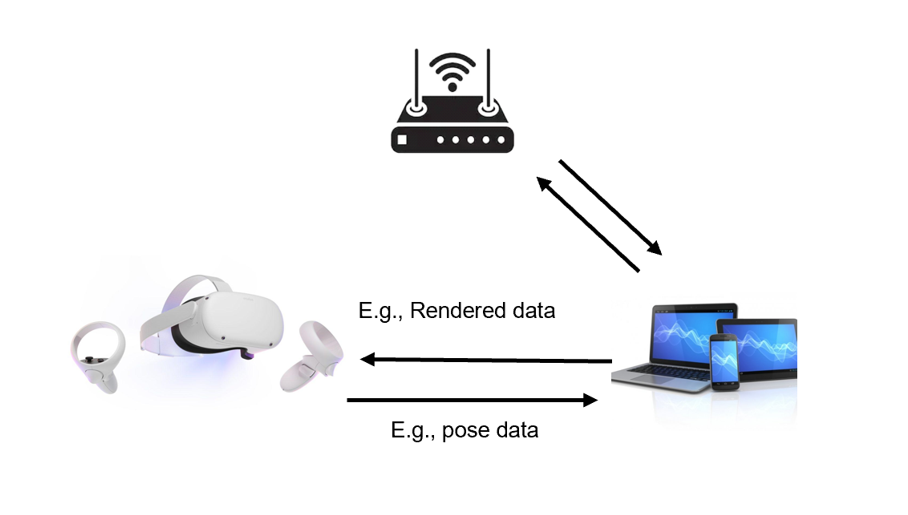 E.g., Rendered data
E.g., pose data